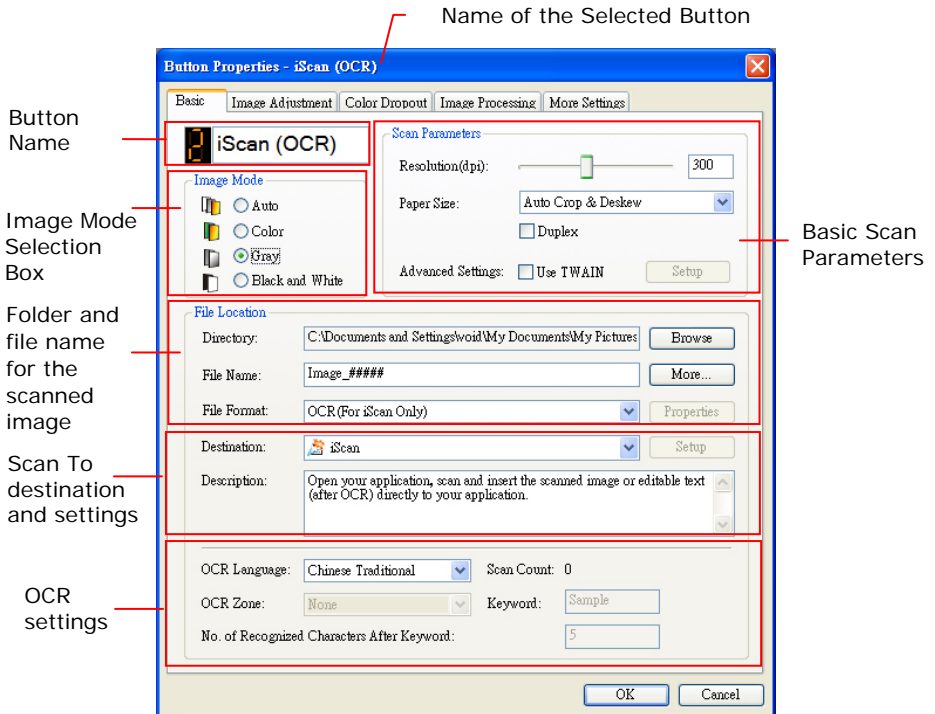 Name of the Selected Button
Button Properties - iScan (OCR)
Basic Image Adjustment Color Dropout Image Processing More Settings
Button
Name
2 iScan (OCR)
Image Mode
Auto
Color
Gray
Black and White
Image Mode
Selection
Box
Scan Parameters
Resolution(dpi): 300
Paper Size: Auto Crop & Deskew
Duplex
Advanced Settings: Use TWAIN Setup
Basic Scan
Parameters
Folder and
file name
for the
scanned
image
File Location
Directory: C:\Documents and Settings\void\My Documents\My Pictures Browse
File Name: Image_##### More...
File Format: OCR(For iScan Only) Properties
Scan To
destination
and settings
Destination: iScan Setup
Description: Open your application, scan and insert the scanned image or editable text
(after OCR) directly to your application.
OCR
settings
OCR Language: Chinese Traditional Scan Count: 0
OCR Zone: None Keyword: Sample
No. of Recognized Characters After Keyword: 5
OK Cancel